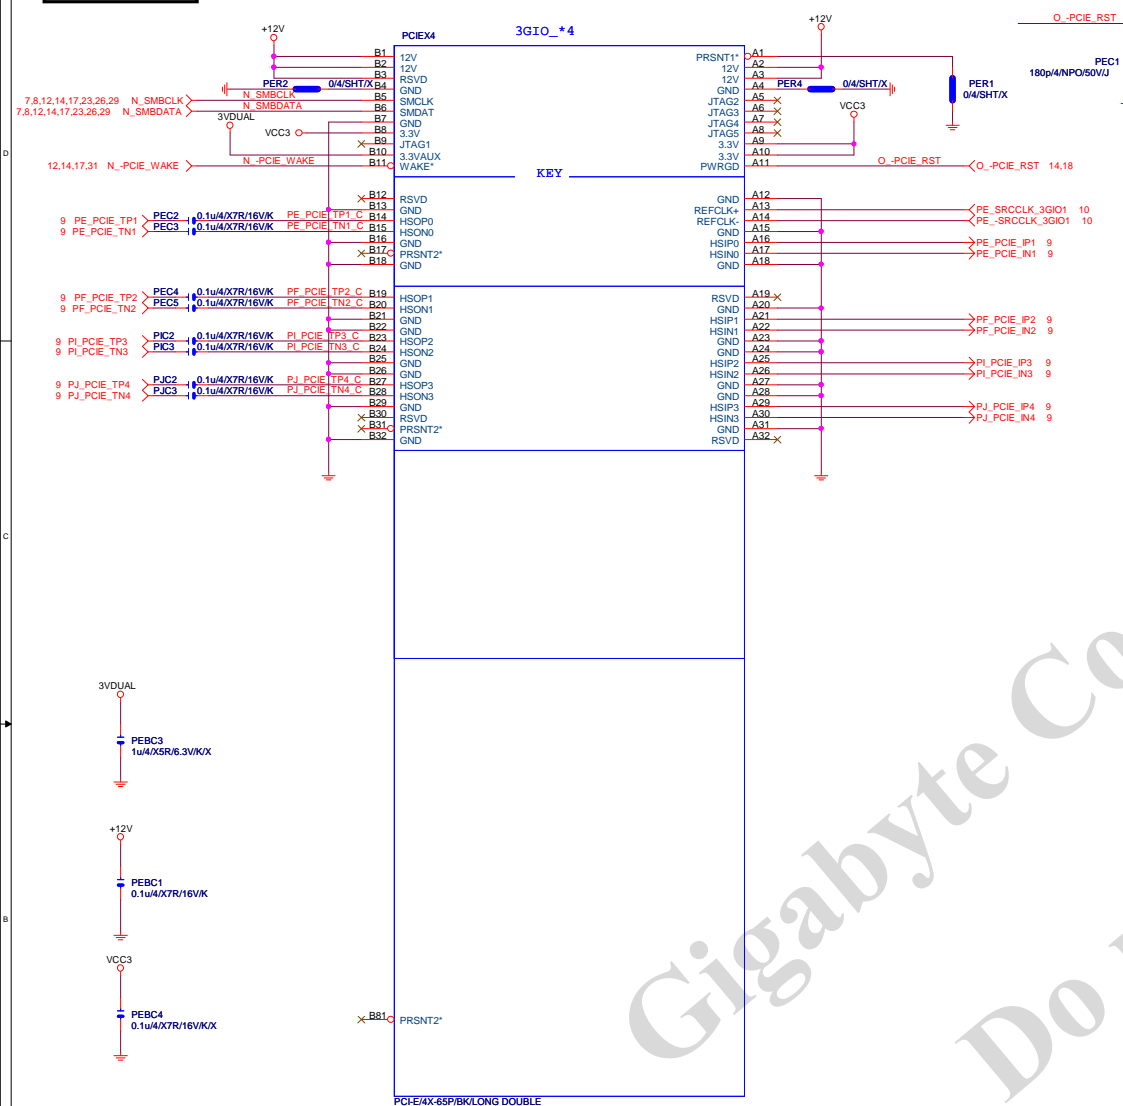 O_-PCIE_RST
+12V
3GIO_*4
+12V
PCIEX4
PEC1
180p/4/NPO/50V/J
B1 12V
B2 12V
B3 RSVD
B4 GND
B5 SMCLK
B6 SMDAT
B7 GND
B8 3.3V
B9 JTAG1
B10 3.3VAUX
B11 WAKE*
PRSNT1* A1
12V A2
12V A3
GND A4
JTAG2 A5
JTAG3 A6
JTAG4 A7
JTAG5 A8
3.3V A9
3.3V A10
PWRGD A11
PER2 0/4/SHT/X
PER4 0/4/SHT/X
PER1
0/4/SHT/X
7,8,12,14,17,23,26,29 N_SMBCLK N_SMBCLK
7,8,12,14,17,23,26,29 N_SMBDATA N_SMBDATA
3VDUAL
VCC3
VCC3
12,14,17,31 N_-PCIE_WAKE N_-PCIE_WAKE
O_-PCIE_RST O_-PCIE_RST 14,18
KEY
B12 RSVD
B13 GND
B14 HSOP0
B15 HSON0
B16 GND
B17 PRSNT2*
B18 GND
GND A12
REFCLK+ A13
REFCLK- A14
GND A15
HSIP0 A16
HSIN0 A17
GND A18
9 PE_PCIE_TP1 PEC2 0.1u/4/X7R/16V/K PE_PCIE_TP1_C
9 PE_PCIE_TN1 PEC3 0.1u/4/X7R/16V/K PE_PCIE_TN1_C
PE_SRCCLK_3GIO1 10
PE_-SRCCLK_3GIO1 10
PE_PCIE_IP1 9
PE_PCIE_IN1 9
B19 HSOP1
B20 HSON1
B21 GND
B22 GND
B23 HSOP2
B24 HSON2
B25 GND
B26 GND
B27 HSOP3
B28 HSON3
B29 GND
B30 RSVD
B31 PRSNT2*
B32 GND
RSVD A19
GND A20
HSIP1 A21
HSIN1 A22
GND A23
GND A24
HSIP2 A25
HSIN2 A26
GND A27
GND A28
HSIP3 A29
HSIN3 A30
GND A31
RSVD A32
9 PF_PCIE_TP2 PEC4 0.1u/4/X7R/16V/K PF_PCIE_TP2_C
9 PF_PCIE_TN2 PEC5 0.1u/4/X7R/16V/K PF_PCIE_TN2_C
9 PI_PCIE_TP3 PIC2 0.1u/4/X7R/16V/K PI_PCIE_TP3_C
9 PI_PCIE_TN3 PIC3 0.1u/4/X7R/16V/K PI_PCIE_TN3_C
9 PJ_PCIE_TP4 PJC2 0.1u/4/X7R/16V/K PJ_PCIE_TP4_C
9 PJ_PCIE_TN4 PJC3 0.1u/4/X7R/16V/K PJ_PCIE_TN4_C
PF_PCIE_IP2 9
PF_PCIE_IN2 9
PI_PCIE_IP3 9
PI_PCIE_IN3 9
PJ_PCIE_IP4 9
PJ_PCIE_IN4 9
D
C
B
3VDUAL
PEBC3
1u/4/X5R/6.3V/K/X
+12V
PEBC1
0.1u/4/X7R/16V/K
VCC3
PEBC4
0.1u/4/X7R/16V/K/X
B81 PRSNT2*
PCI-E/4X-65P/BK/LONG DOUBLE
Gigabyte Co
Do